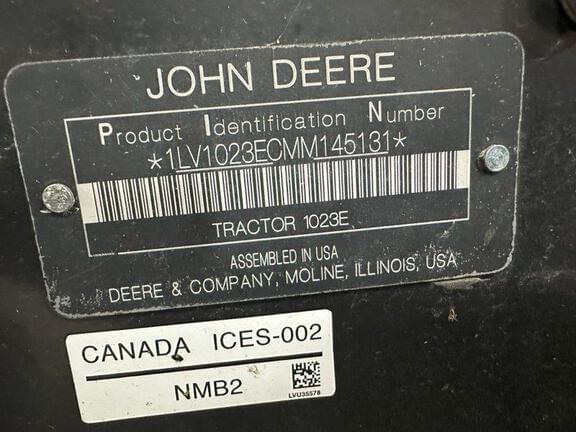 JOHN DEERE
Product Identification Number
*1LV1023ECMM145131*
TRACTOR 1023E
ASSEMBLED IN USA
DEERE & COMPANY, MOLINE, ILLINOIS, USA
CANADA ICES-002
NMB2
LVU35578